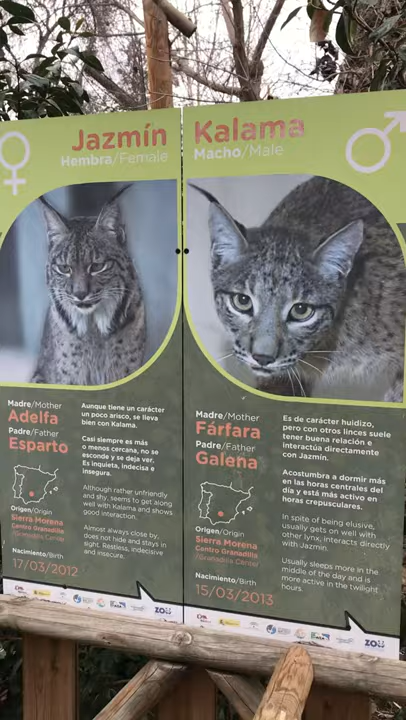 Jazmín
Hembra/Female
Madre/Mother
Adelfa
Padre/Father
Esparto
Origen/Origin
Sierra Morena
Centro Granadilla
(Granadilla Centre)
Nacimiento/Birth
17/03/2012
Aunque tiene un carácter
un poco arisco, se lleva
bien con Kalama.
Casi siempre es más
o menos cercana, no se
esconde y se deja ver.
Es inquieta, indecisa e
insegura.
Although rather unfriendly
and shy, seems to get along
well with Kalama and shows
good interaction.
Almost always close by,
does not hide and stays in
sight. Restless, indecisive
and insecure.
ZOO
Kalama
Macho/Male
Madre/Mother
Fárfara
Padre/Father
Galena
Origen/Origin
Sierra Morena
Centro Granadilla
(Granadilla Centre)
Nacimiento/Birth
15/03/2013
Es de carácter huidizo,
pero con otros linces suele
tener buena relación e
interactúa directamente
con Jazmín.
Acostumbra a dormir más
en las horas centrales del
día y está más activo en
horas crepusculares.
In spite of being elusive,
usually gets on well with
other lynx; interacts directly
with Jazmin.
Usually sleeps more in the
middle of the day and is
more active in the twilight
hours.
ZOO